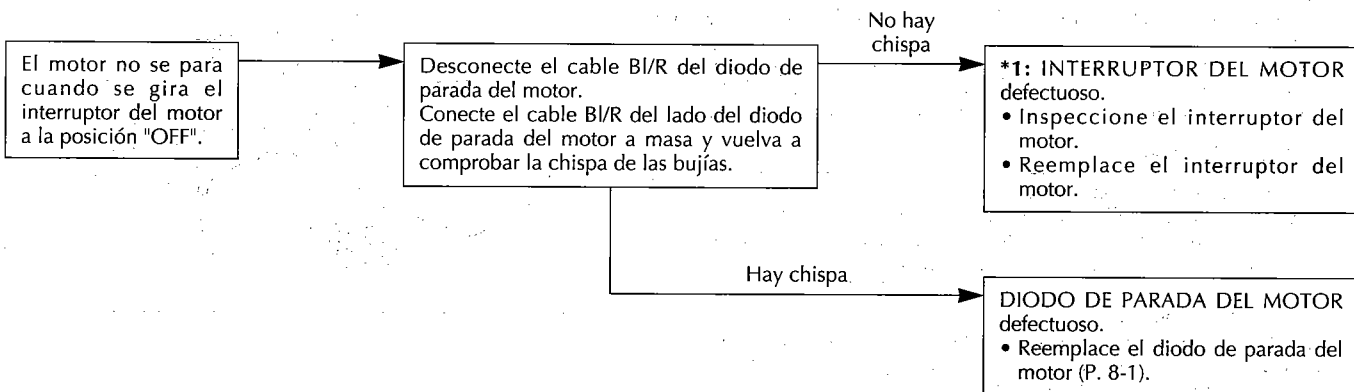 El motor no se para
cuando se gira el
interruptor del motor
a la posición "OFF".
Desconecte el cable Bl/R del diodo de
parada del motor.
Conecte el cable Bl/R del lado del diodo
de parada del motor a masa y vuelva a
comprobar la chispa de las bujías.
No hay
chispa
*1: INTERRUPTOR DEL MOTOR
defectuoso.
• Inspeccione el interruptor del
motor.
• Reemplace el interruptor del
motor.
Hay chispa
DIODO DE PARADA DEL MOTOR
defectuoso.
• Reemplace el diodo de parada del
motor (P. 8-1).